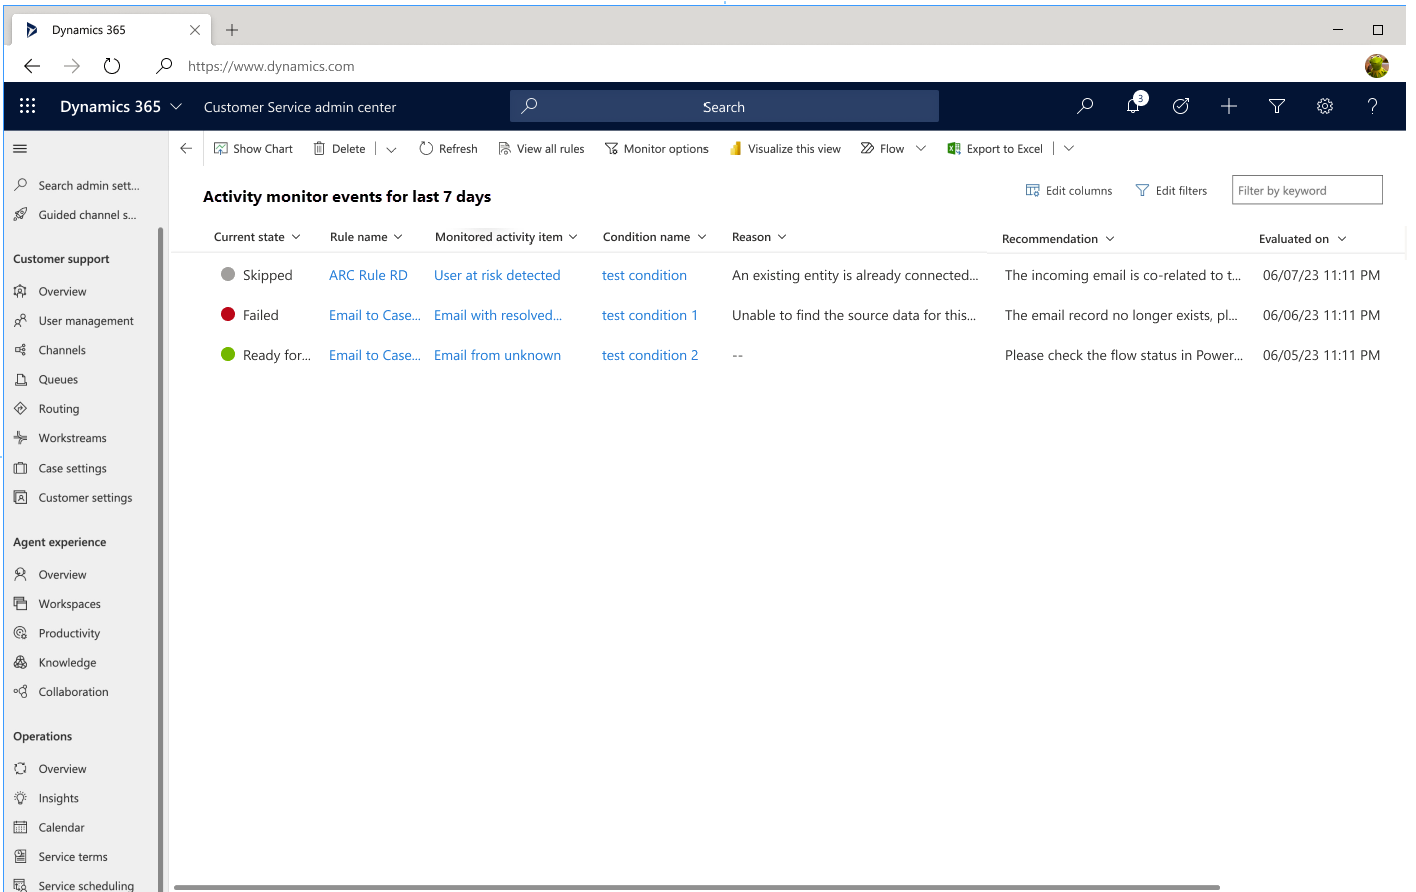 Dynamics 365
https://www.dynamics.com
Dynamics 365 Customer Service admin center Search 3
Show Chart Delete Refresh View all rules Monitor options Visualize this view Flow Export to Excel
Search admin sett...
Guided channel s...
Customer support
Overview
User management
Channels
Queues
Routing
Workstreams
Case settings
Customer settings
Agent experience
Overview
Workspaces
Productivity
Knowledge
Collaboration
Operations
Overview
Insights
Calendar
Service terms
Service scheduling
Activity monitor events for last 7 days
Edit columns Edit filters Filter by keyword
Current state Rule name Monitored activity item Condition name Reason Recommendation Evaluated on
Skipped ARC Rule RD User at risk detected test condition An existing entity is already connected... The incoming email is co-related to t... 06/07/23 11:11 PM
Failed Email to Case... Email with resolved... test condition 1 Unable to find the source data for this... The email record no longer exists, pl... 06/06/23 11:11 PM
Ready for... Email to Case... Email from unknown test condition 2 -- Please check the flow status in Power... 06/05/23 11:11 PM